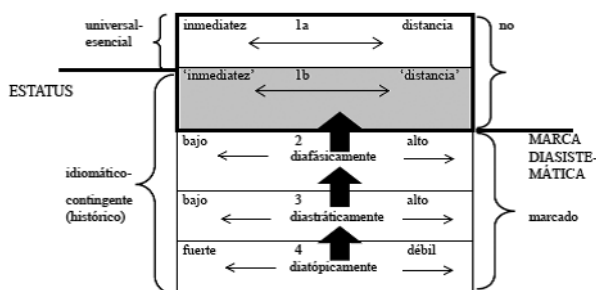 universal-
esencial
inmediatez 1a distancia
no
'inmediatez' 1b 'distancia'
ESTATUS
bajo 2 alto
diafásicamente
MARCA
DIASISTE-
MÁTICA
idiomático-
contingente
(histórico)
bajo 3 alto
diastráticamente
marcado
fuerte 4 débil
diatópicamente